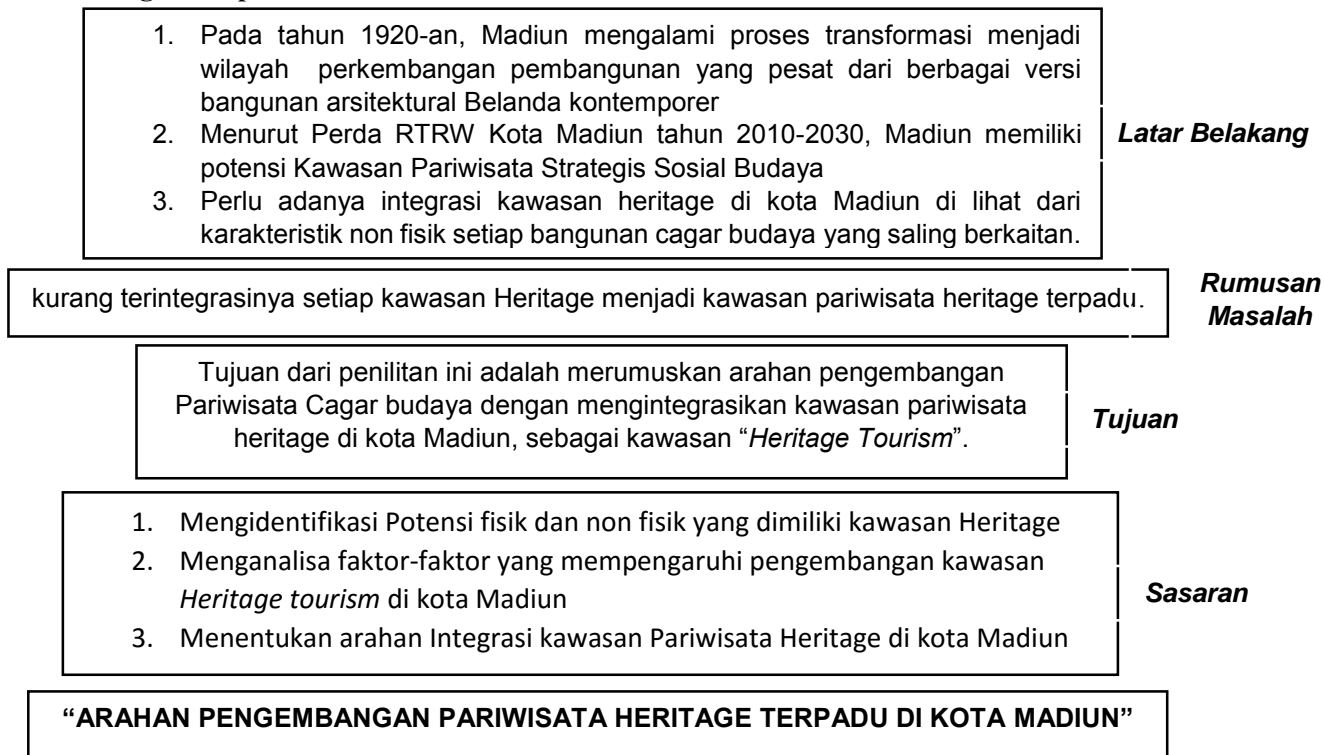 1. Pada tahun 1920-an, Madiun mengalami proses transformasi menjadi
wilayah perkembangan pembangunan yang pesat dari berbagai versi
bangunan arsitektural Belanda kontemporer
2. Menurut Perda RTRW Kota Madiun tahun 2010-2030, Madiun memiliki
potensi Kawasan Pariwisata Strategis Sosial Budaya
3. Perlu adanya integrasi kawasan heritage di kota Madiun di lihat dari
karakteristik non fisik setiap bangunan cagar budaya yang saling berkaitan.
Latar Belakang
kurang terintegrasinya setiap kawasan Heritage menjadi kawasan pariwisata heritage terpadu.
Rumusan
Masalah
Tujuan dari penilitan ini adalah merumuskan arahan pengembangan
Pariwisata Cagar budaya dengan mengintegrasikan kawasan pariwisata
heritage di kota Madiun, sebagai kawasan “Heritage Tourism”.
Tujuan
1. Mengidentifikasi Potensi fisik dan non fisik yang dimiliki kawasan Heritage
2. Menganalisa faktor-faktor yang mempengaruhi pengembangan kawasan
Heritage tourism di kota Madiun
3. Menentukan arahan Integrasi kawasan Pariwisata Heritage di kota Madiun
Sasaran
“ARAHAN PENGEMBANGAN PARIWISATA HERITAGE TERPADU DI KOTA MADIUN”